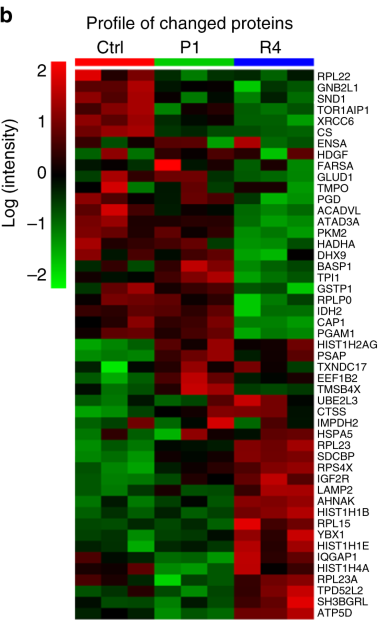 b
Profile of changed proteins
Ctrl P1 R4
Log (intensity)
2
1
0
−1
−2
RPL22
GNB2L1
SND1
TOR1AIP1
XRCC6
CS
ENSA
HDGF
FARSA
GLUD1
TMPO
PGD
ACADVL
ATAD3A
PKM2
HADHA
DHX9
BASP1
TPI1
GSTP1
RPLP0
IDH2
CAP1
PGAM1
HIST1H2AG
PSAP
TXNDC17
EEF1B2
TMSB4X
UBE2L3
CTSS
IMPDH2
HSPA5
RPL23
SDCBP
RPS4X
IGF2R
LAMP2
AHNAK
HIST1H1B
RPL15
YBX1
HIST1H1E
IQGAP1
HIST1H4A
RPL23A
TPD52L2
SH3BGRL
ATP5D